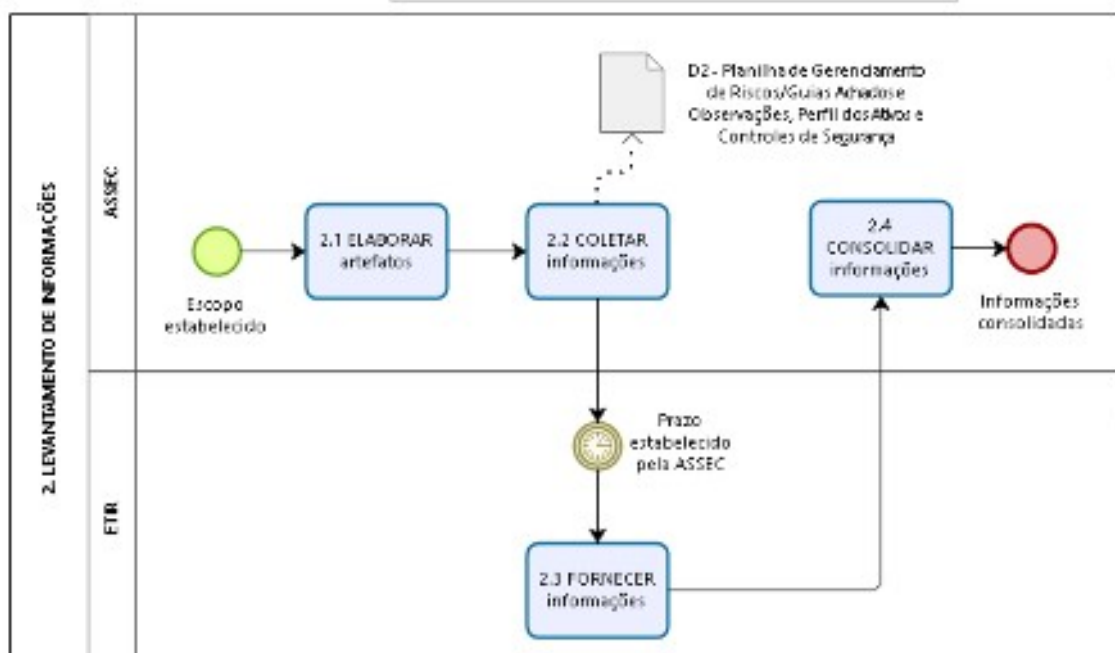 2. LEVANTAMENTO DE INFORMAÇÕES
ASSEC
D2 - Planilha de Gerenciamento
de Riscos/Guias Achados e
Observações, Perfil dos Ativos e
Controles de Segurança
Escopo
estabelecido
2.1 ELABORAR
artefatos
2.2 COLETAR
informações
2.4
CONSOLIDAR
informações
Informações
consolidadas
ETIR
Prazo
estabelecido
pela ASSEC
2.3 FORNECER
informações